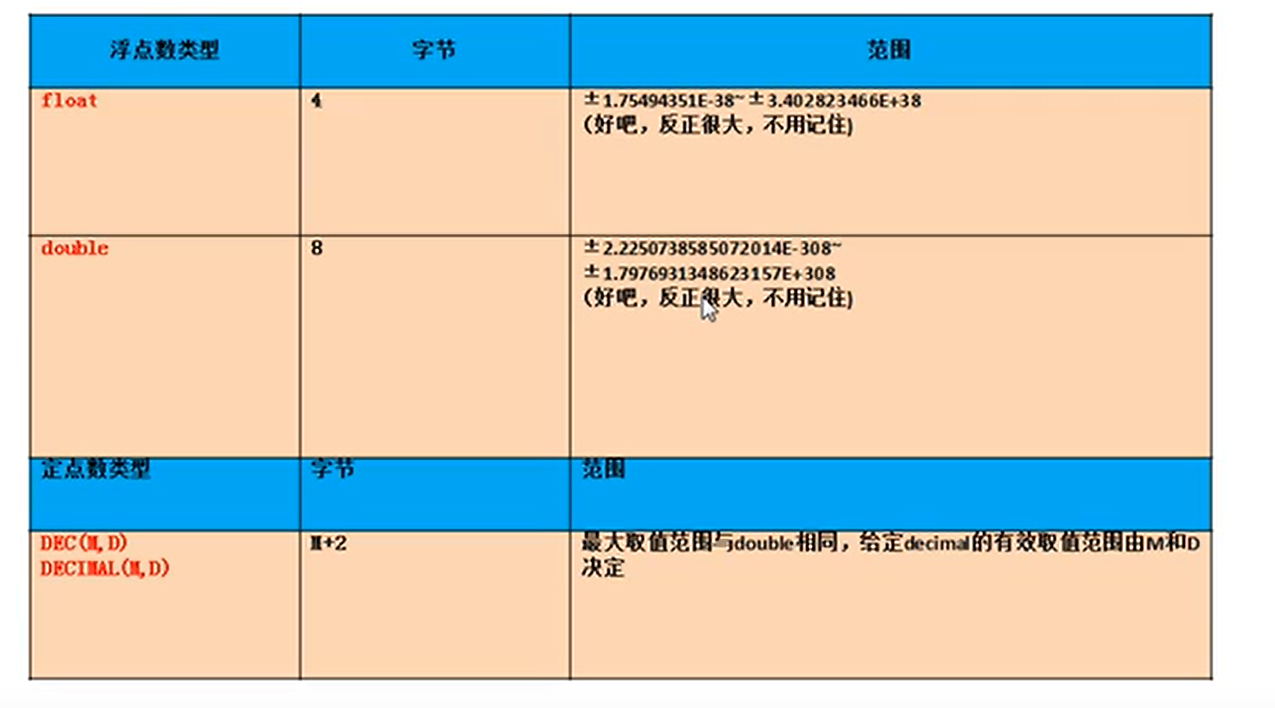 浮点数类型 字节 范围
float 4 ±1.75494351E-38~±3.402823466E+38
(好吧，反正很大，不用记住)
double 8 ±2.2250738585072014E-308~
±1.7976931348623157E+308
(好吧，反正很大，不用记住)
定点数类型 字节 范围
DEC(M,D) M+2 最大取值范围与double相同，给定decimal的有效取值范围由M和D
DECIMAL(M,D) 决定